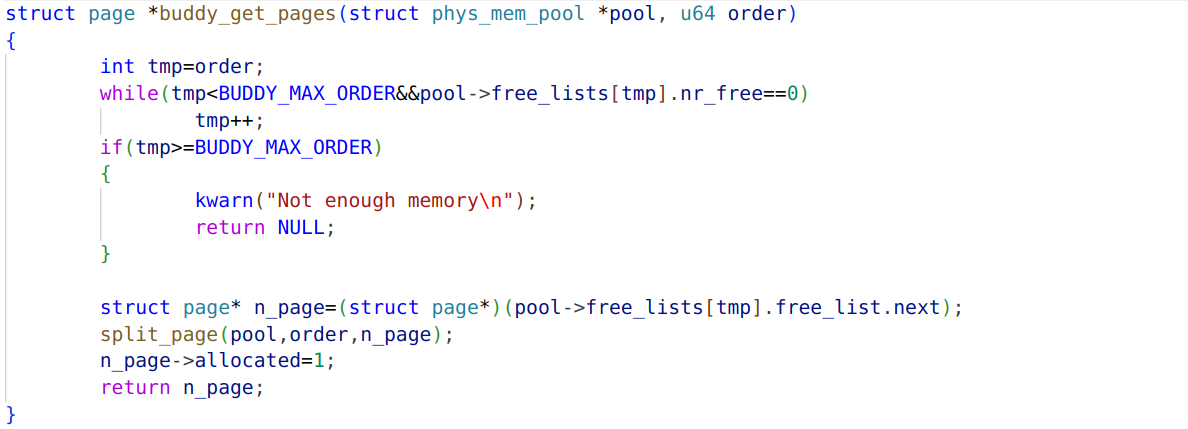 struct page *buddy_get_pages(struct phys_mem_pool *pool, u64 order)
{
        int tmp=order;
        while(tmp<BUDDY_MAX_ORDER&&pool->free_lists[tmp].nr_free==0)
                tmp++;
        if(tmp>=BUDDY_MAX_ORDER)
        {
                kwarn("Not enough memory\n");
                return NULL;
        }

        struct page* n_page=(struct page*)(pool->free_lists[tmp].free_list.next);
        split_page(pool,order,n_page);
        n_page->allocated=1;
        return n_page;
}